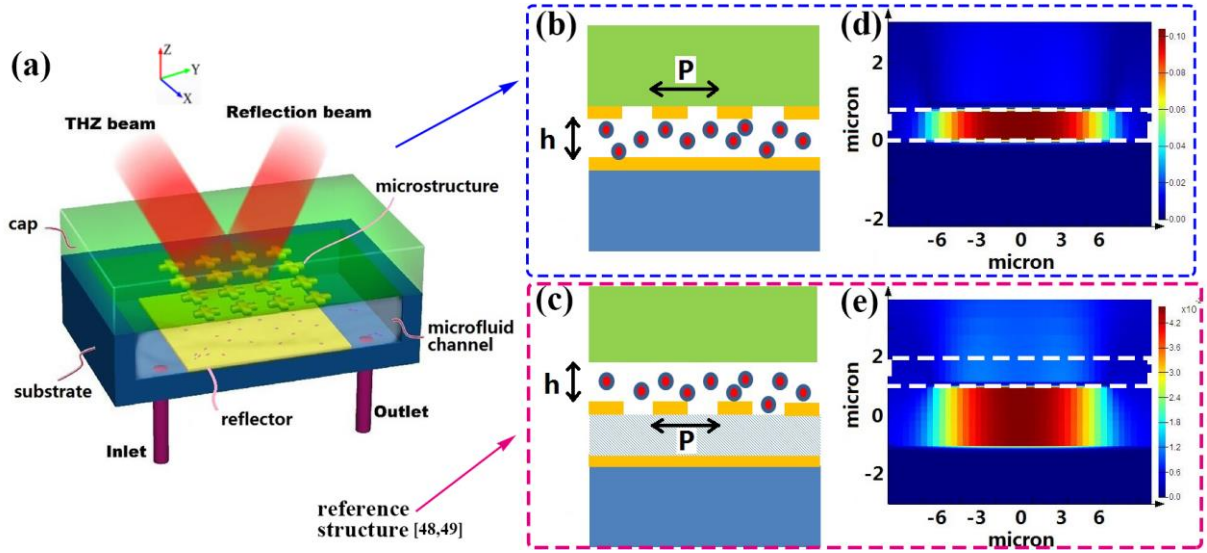 (a)
Z
Y
X
THZ beam
Reflection beam
microstructure
cap
microfluid
channel
substrate
reflector
Outlet
Inlet
reference
structure [48,49]
(b)
P
h
(d)
micron
2
0
-2
-6 -3 0 3 6
micron
0.10
0.08
0.06
0.04
0.02
0.00
(c)
h
P
(e)
micron
2
0
-2
-6 -3 0 3 6
micron
4.2
3.6
3.0
2.4
1.8
1.2
0.6
0.0